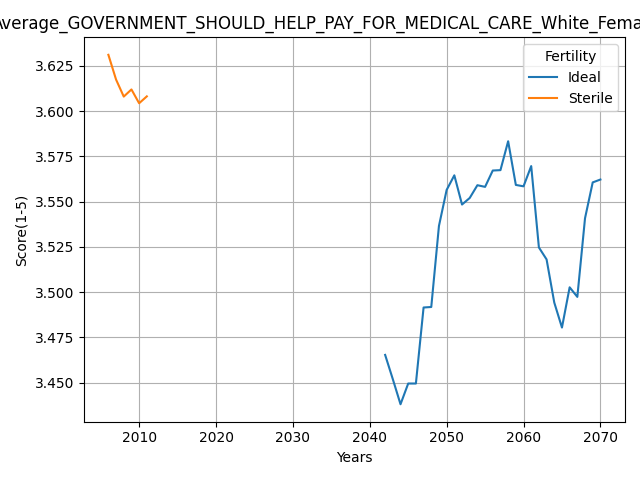 Average_GOVERNMENT_SHOULD_HELP_PAY_FOR_MEDICAL_CARE_White_Fema
Fertility
Ideal
Sterile
Score(1-5)
3.625
3.600
3.575
3.550
3.525
3.500
3.475
3.450
2010 2020 2030 2040 2050 2060 2070
Years